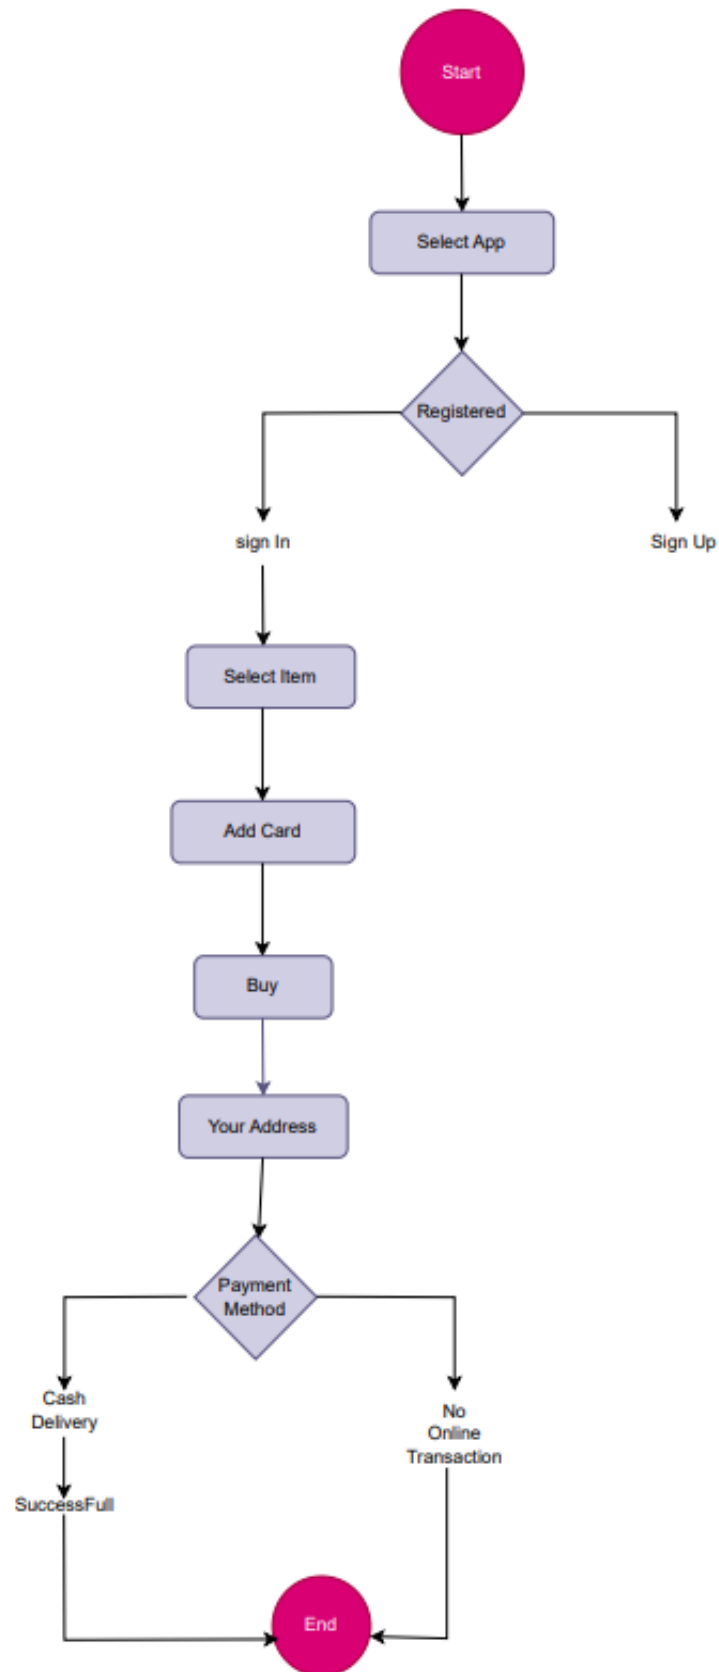 Start
Select App
Registered
sign In
Sign Up
Select Item
Add Card
Buy
Your Address
Payment
Method
Cash
Delivery
No
Online
Transaction
SuccessFull
End